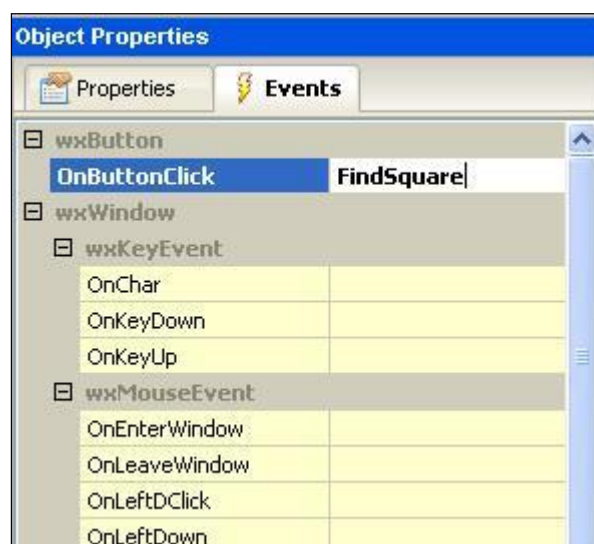 Object Properties
Properties Events
wxButton
OnButtonClick FindSquare
wxWindow
wxKeyEvent
OnChar
OnKeyDown
OnKeyUp
wxMouseEvent
OnEnterWindow
OnLeaveWindow
OnLeftDClick
OnLeftDown